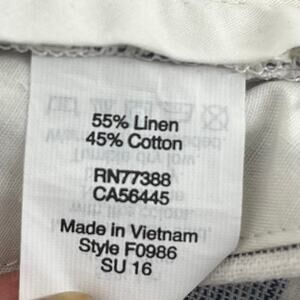 55% Linen
45% Cotton
RN77388
CA56445
Made in Vietnam
Style F0986
SU 16